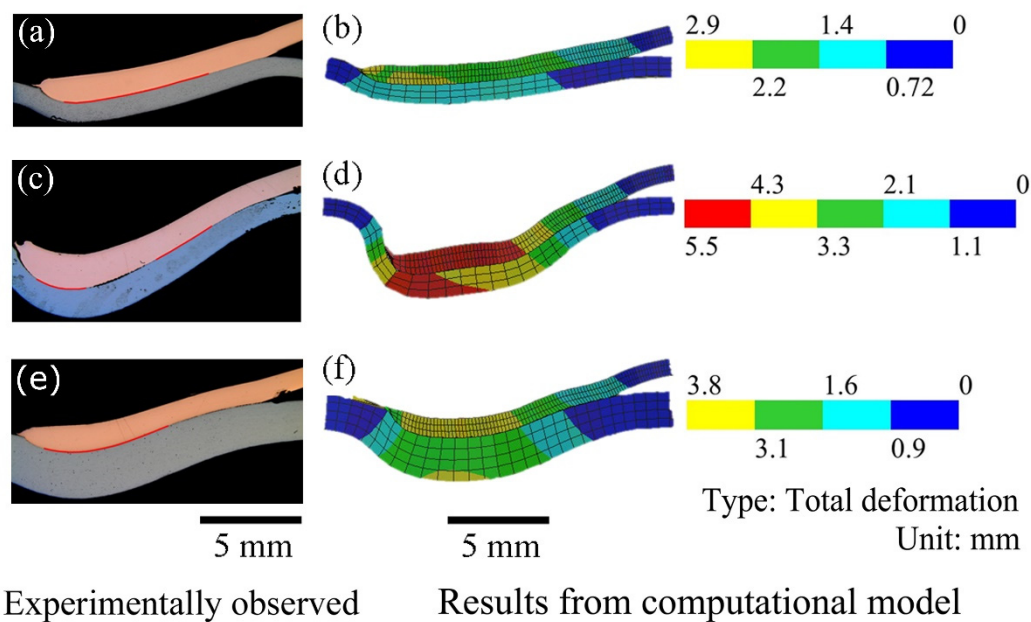 (a)
(b)
2.9 1.4 0
2.2 0.72
(c)
(d)
4.3 2.1 0
5.5 3.3 1.1
(e)
(f)
3.8 1.6 0
3.1 0.9
Type: Total deformation
Unit: mm
5 mm
5 mm
Experimentally observed
Results from computational model